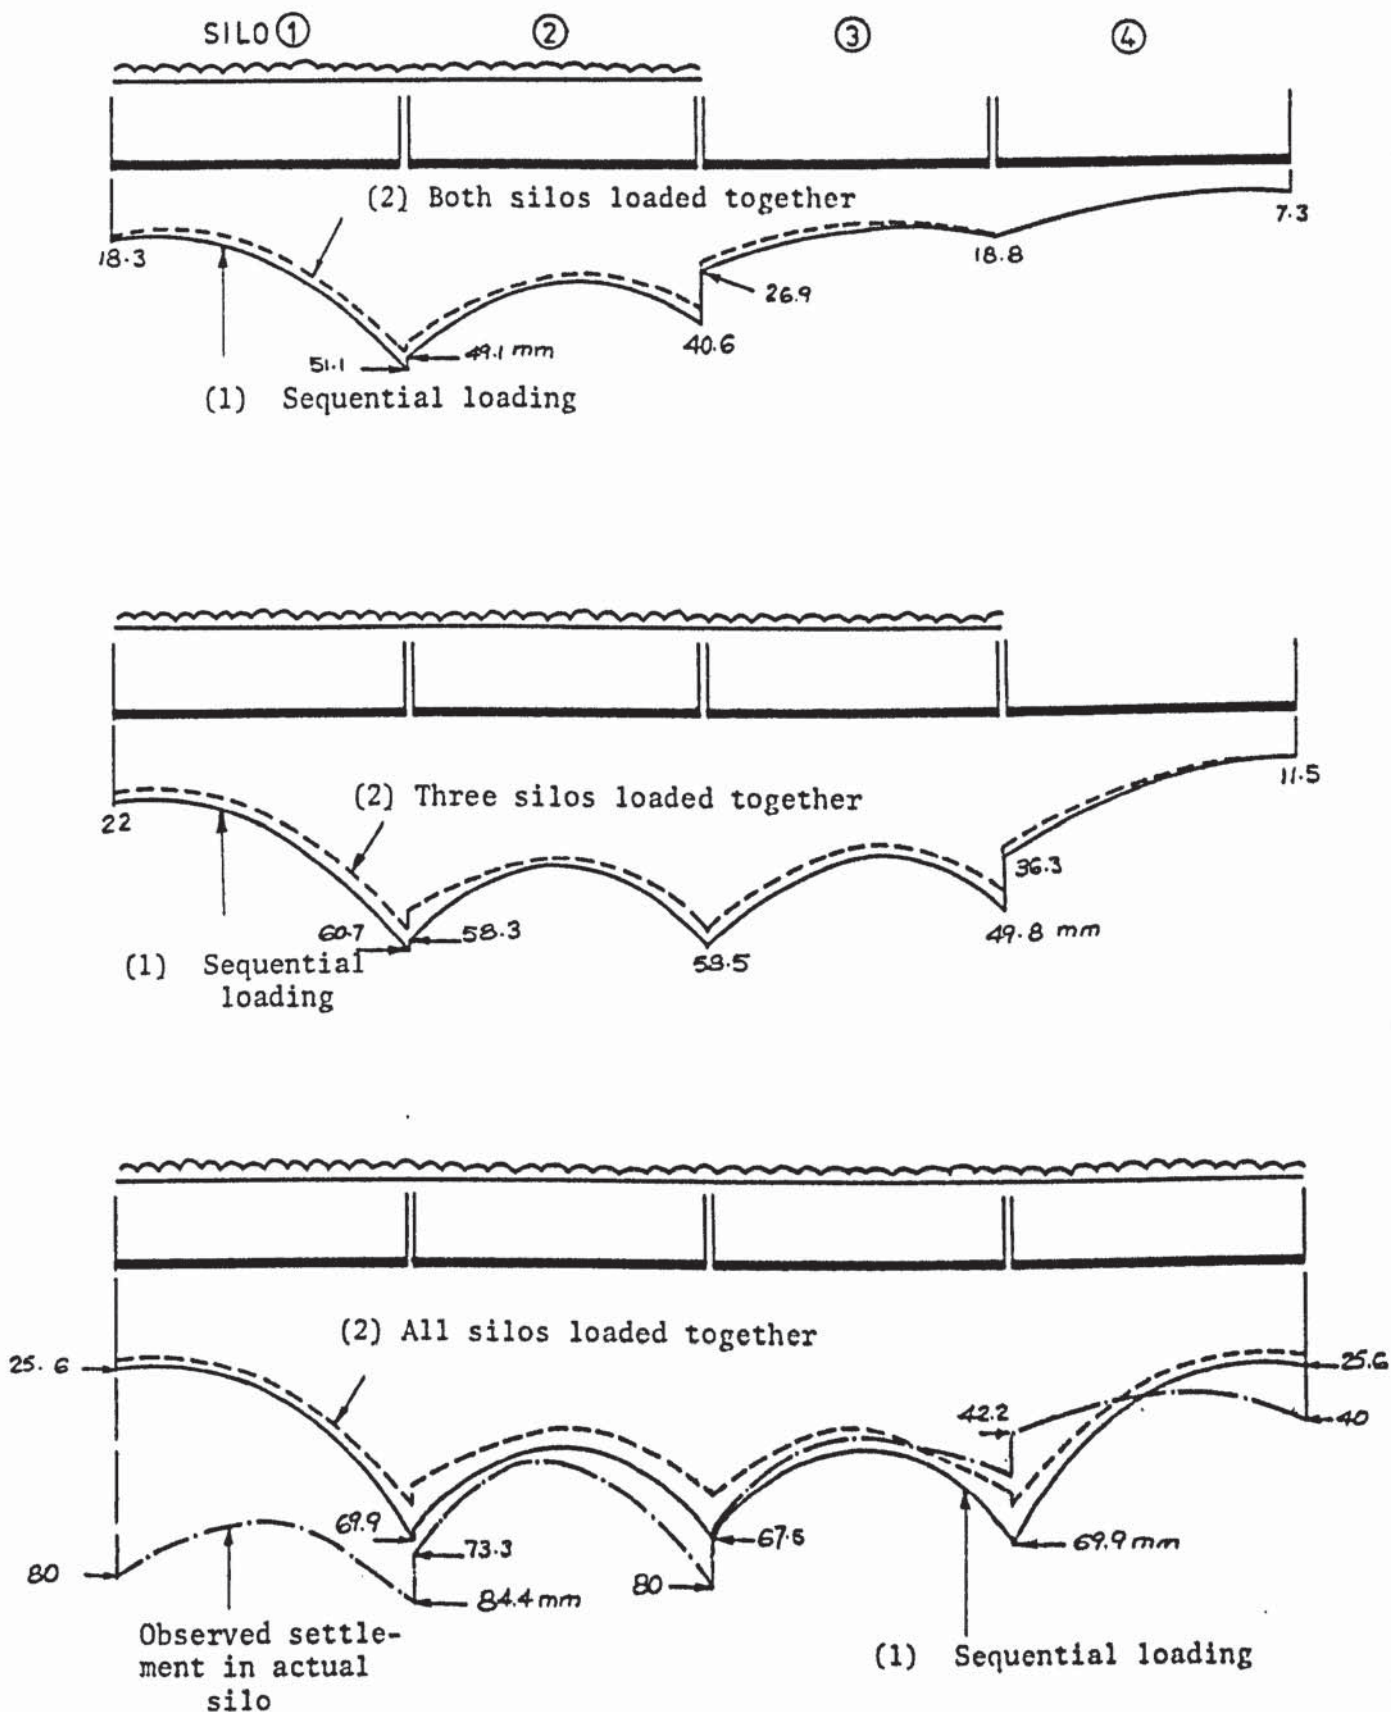 SILO ① ② ③ ④
(2) Both silos loaded together
18.3
7.3
18.8
26.9
40.6
49.1 mm
51.1
(1) Sequential loading
(2) Three silos loaded together
11.5
22
36.3
60.7
58.3
49.8 mm
58.5
(1) Sequential
loading
(2) All silos loaded together
25.6
25.6
42.2
40
69.9
73.3
67.5
69.9 mm
80
80
84.4 mm
Observed settle-
ment in actual
silo
(1) Sequential loading